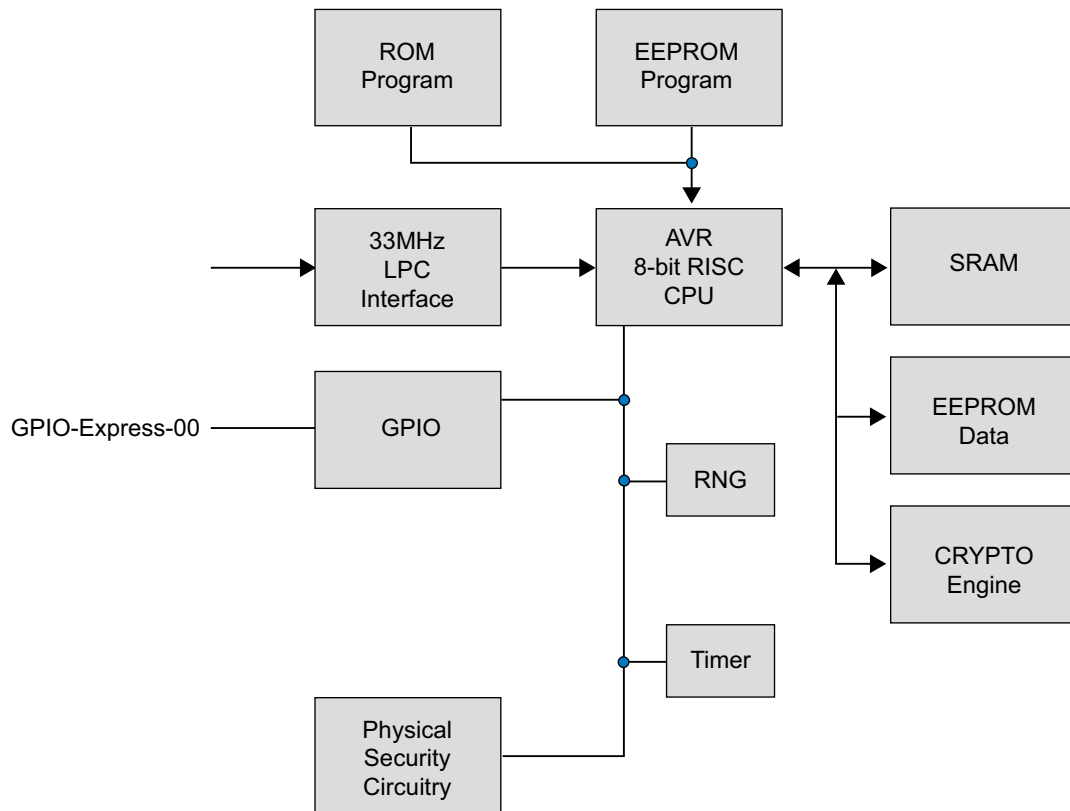 ROM
Program
EEPROM
Program
33MHz
LPC
Interface
AVR
8-bit RISC
CPU
SRAM
GPIO-Express-00
GPIO
EEPROM
Data
RNG
CRYPTO
Engine
Timer
Physical
Security
Circuitry